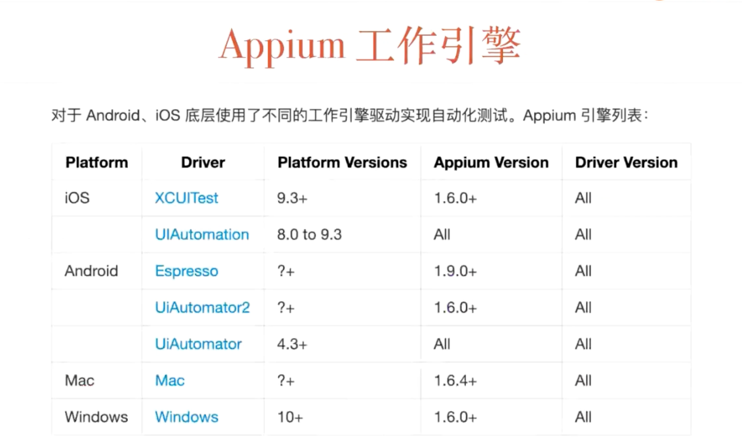 Appium 工作引擎
对于 Android、iOS 底层使用了不同的工作引擎驱动实现自动化测试。Appium 引擎列表：
Platform Driver Platform Versions Appium Version Driver Version
iOS XCUITest 9.3+ 1.6.0+ All
UIAutomation 8.0 to 9.3 All All
Android Espresso ?+ 1.9.0+ All
UiAutomator2 ?+ 1.6.0+ All
UiAutomator 4.3+ All All
Mac Mac ?+ 1.6.4+ All
Windows Windows 10+ 1.6.0+ All